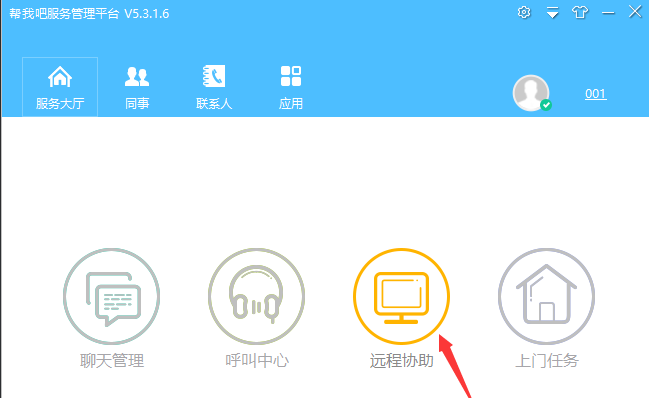 帮我吧服务管理平台 V5.3.1.6
服务大厅 同事 联系人 应用 001
聊天管理 呼叫中心 远程协助 上门任务